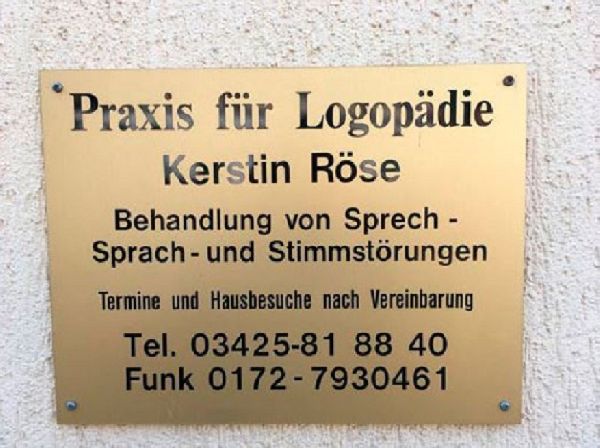 Praxis für Logopädie
Kerstin Röse
Behandlung von Sprech -
Sprach - und Stimmstörungen
Termine und Hausbesuche nach Vereinbarung
Tel. 03425-81 88 40
Funk 0172 - 7930461